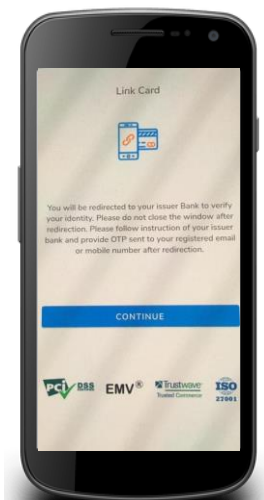 Link Card
You will be redirected to your issuer Bank to verify
your identity. Please do not close the window after
redirection. Please follow instruction of your issuer
bank and provide OTP sent to your registered email
or mobile number after redirection.
CONTINUE
PCI DSS EMV® Trustwave® ISO
Trusted Commerce 27001